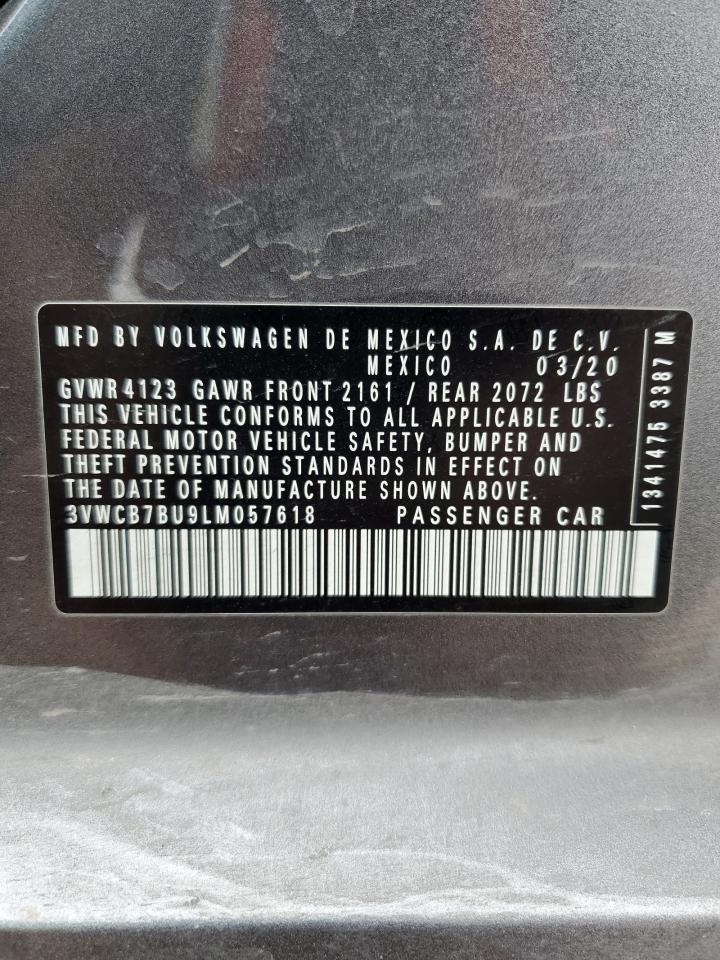 MFD BY VOLKSWAGEN DE MEXICO S.A. DE C.V.
MEXICO 03/20
GVWR 4123 GAWR FRONT 2161 / REAR 2072 LBS
THIS VEHICLE CONFORMS TO ALL APPLICABLE U.S.
FEDERAL MOTOR VEHICLE SAFETY, BUMPER AND
THEFT PREVENTION STANDARDS IN EFFECT ON
THE DATE OF MANUFACTURE SHOWN ABOVE.
3VWCB7BU9LM057618 PASSENGER CAR
1341475 3387 M